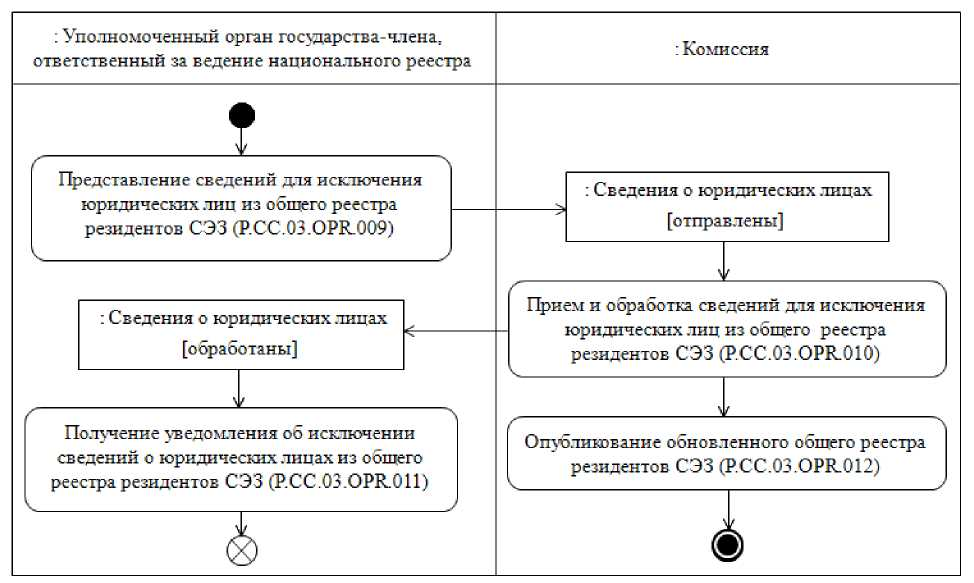 : Уполномоченный орган государства-члена,
ответственный за ведение национального реестра
: Комиссия
Представление сведений для исключения
юридических лиц из общего реестра
резидентов СЭЗ (P.CC.03.OPR.009)
: Сведения о юридических лицах
[отправлены]
Прием и обработка сведений для исключения
юридических лиц из общего реестра
резидентов СЭЗ (P.CC.03.OPR.010)
: Сведения о юридических лицах
[обработаны]
Получение уведомления об исключении
сведений о юридических лицах из общего
реестра резидентов СЭЗ (P.CC.03.OPR.011)
Опубликование обновленного общего реестра
резидентов СЭЗ (P.CC.03.OPR.012)